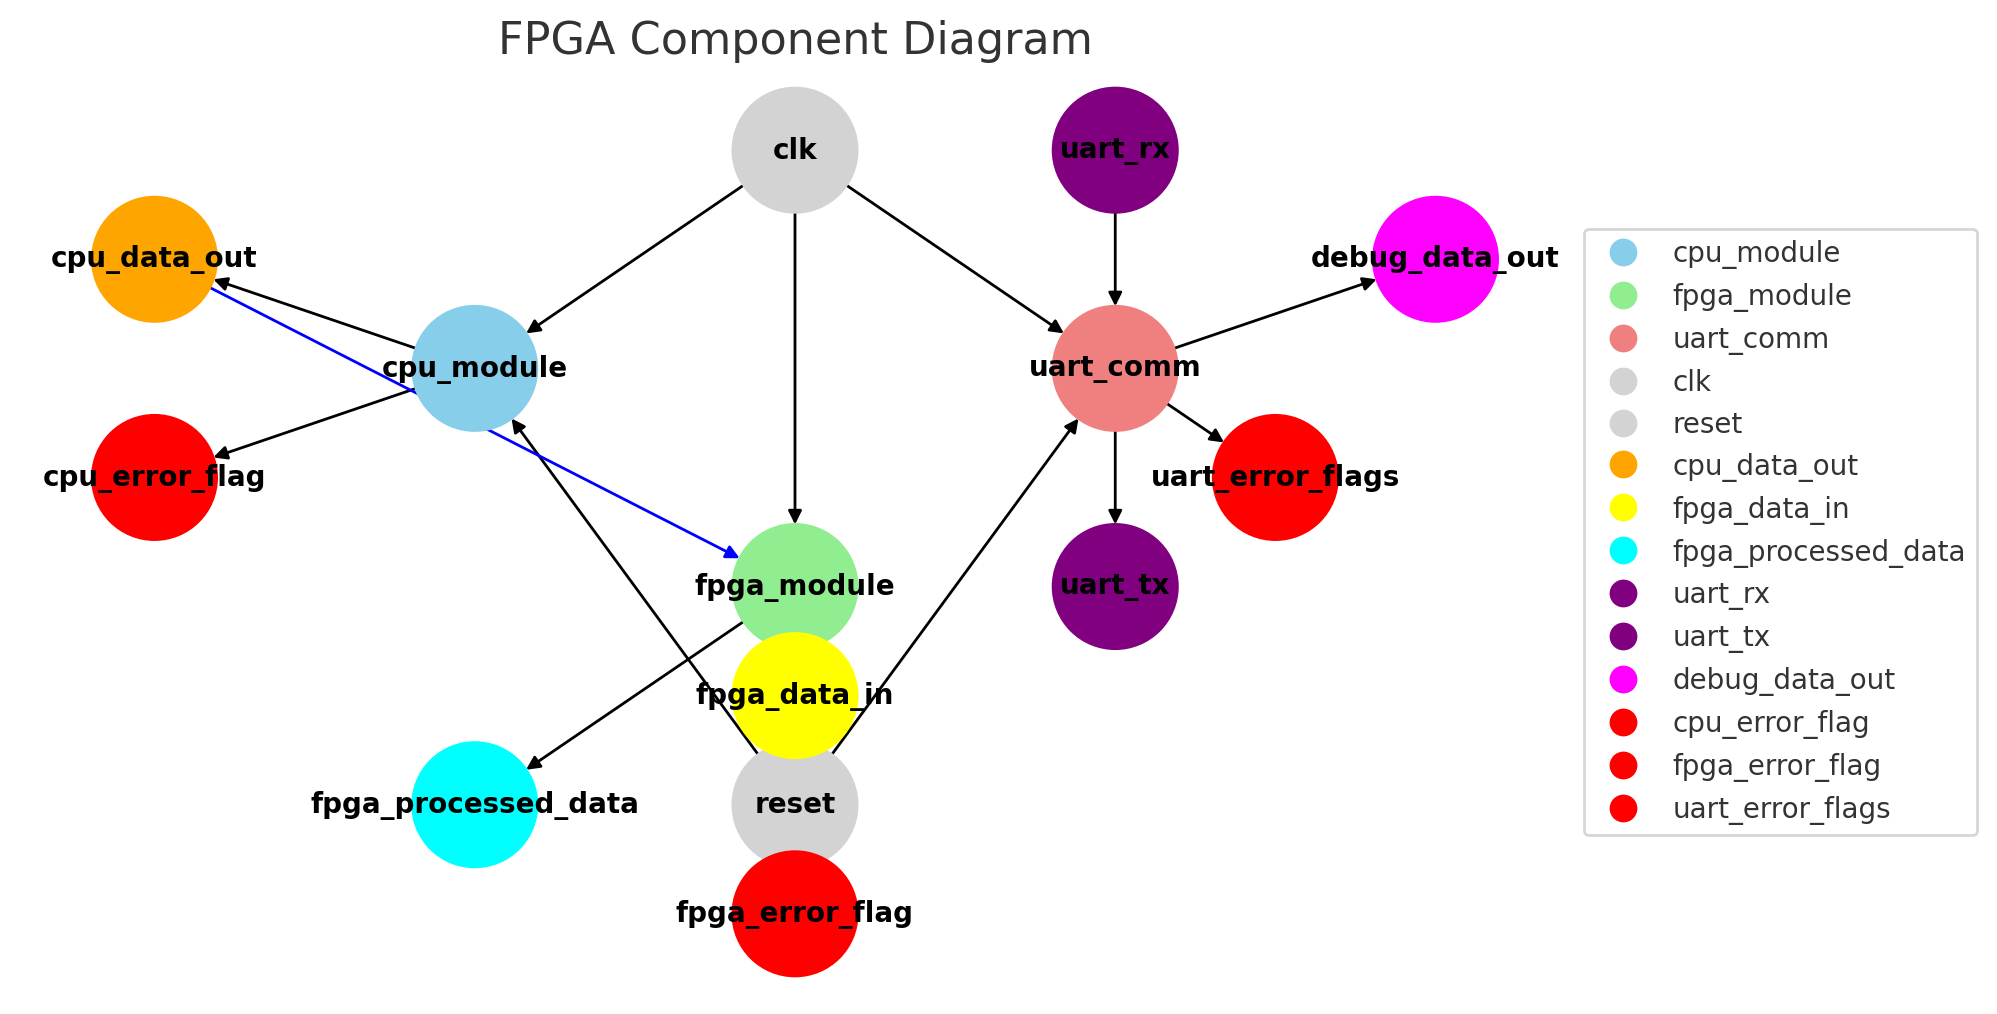 FPGA Component Diagram
clk
uart_rx
cpu_data_out
debug_data_out
cpu_module
uart_comm
cpu_error_flag
uart_error_flags
fpga_module
uart_tx
fpga_data_in
fpga_processed_data
reset
fpga_error_flag
cpu_module
fpga_module
uart_comm
clk
reset
cpu_data_out
fpga_data_in
fpga_processed_data
uart_rx
uart_tx
debug_data_out
cpu_error_flag
fpga_error_flag
uart_error_flags